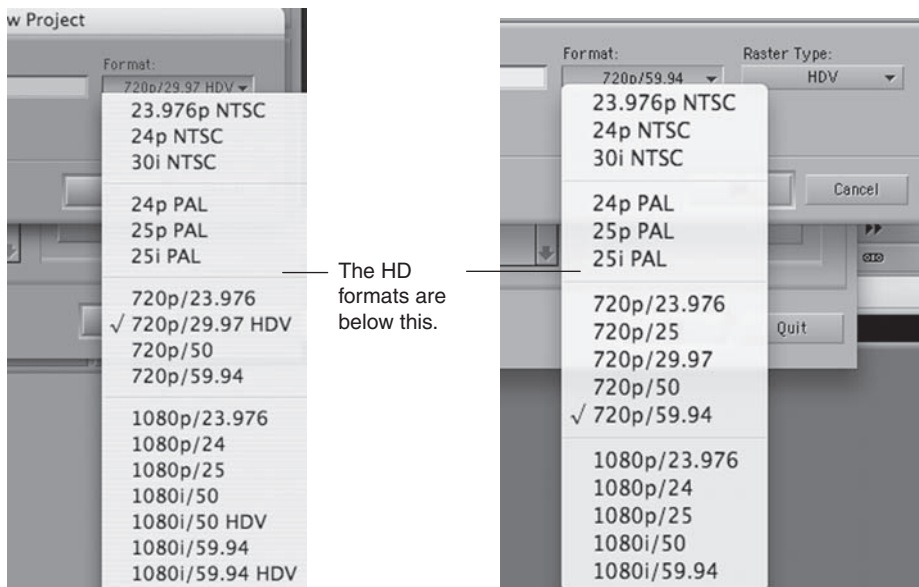 w Project
Format:
720p/29.97 HDV
23.976p NTSC
24p NTSC
30i NTSC
24p PAL
25p PAL
25i PAL
720p/23.976
√ 720p/29.97 HDV
720p/50
720p/59.94
1080p/23.976
1080p/24
1080p/25
1080i/50
1080i/50 HDV
1080i/59.94
1080i/59.94 HDV
The HD
formats are
below this.
Format:
Raster Type:
720p/59.94
HDV
23.976p NTSC
24p NTSC
30i NTSC
24p PAL
25p PAL
25i PAL
720p/23.976
720p/25
720p/29.97
720p/50
√ 720p/59.94
1080p/23.976
1080p/24
1080p/25
1080i/50
1080i/59.94
Cancel
Quit